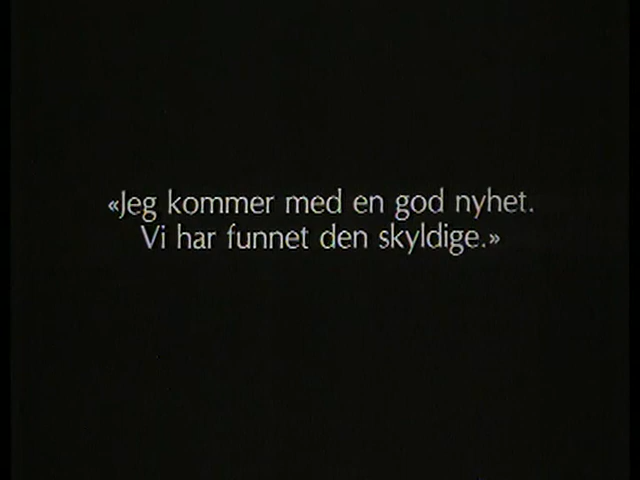 «Jeg kommer med en god nyhet.
Vi har funnet den skyldige.»